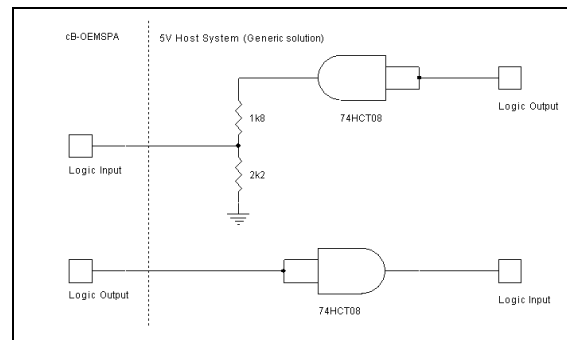 cB-OEMSPA
5V Host System (Generic solution)
1k8
74HCT08
Logic Output
Logic Input
2k2
Logic Output
74HCT08
Logic Input